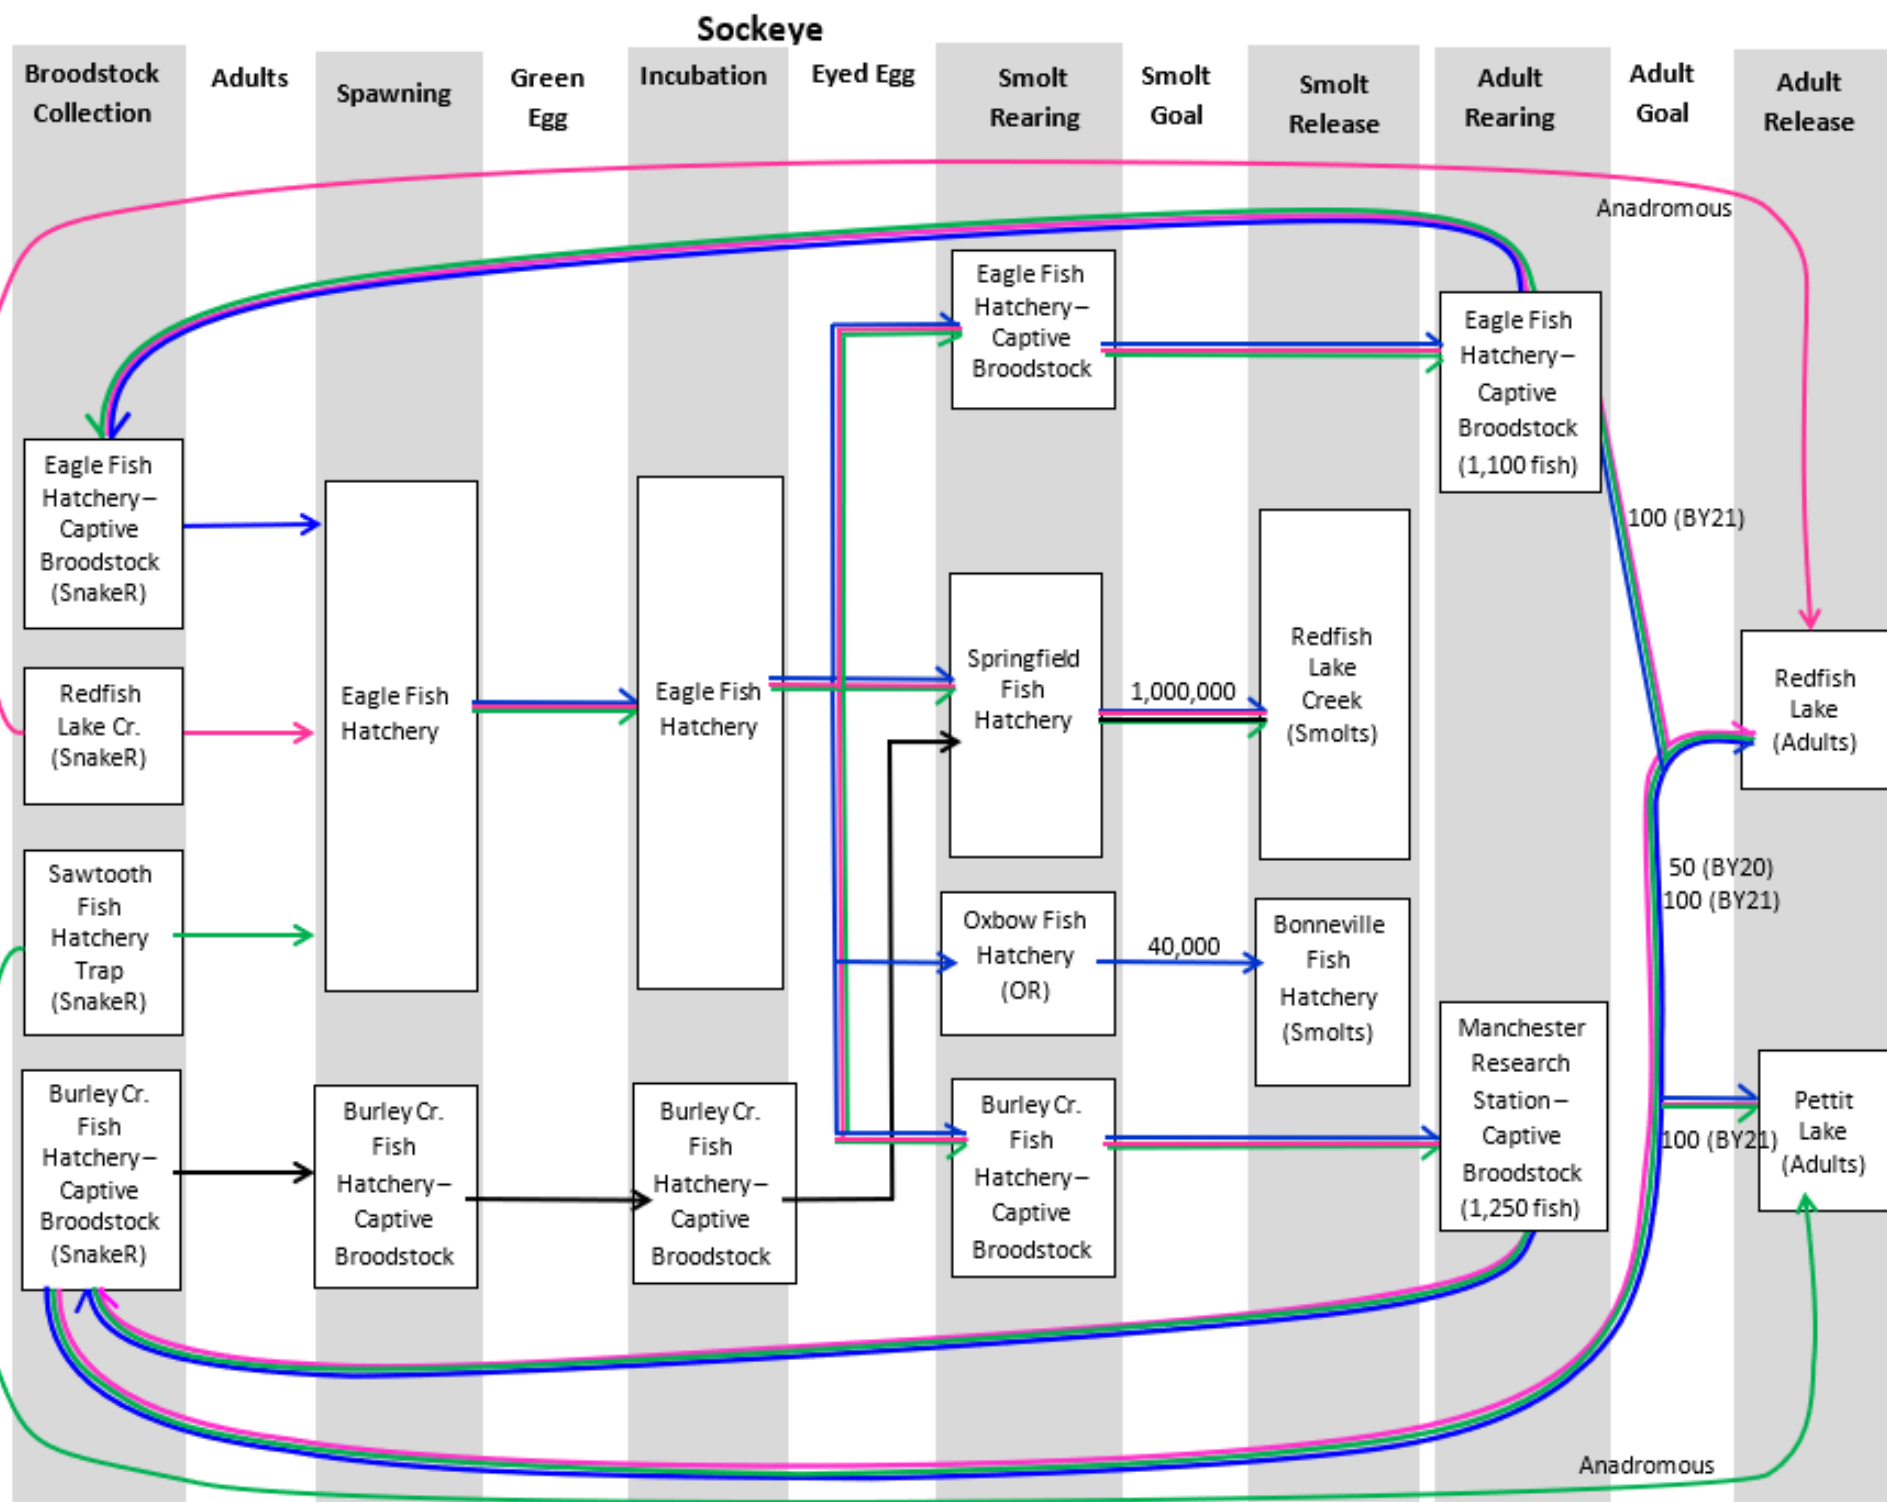 Sockeye
Broodstock
Collection
Adults
Spawning
Green
Egg
Incubation
Eyed Egg
Smolt
Rearing
Smolt
Goal
Smolt
Release
Adult
Rearing
Adult
Goal
Adult
Release
Anadromous
Eagle Fish
Hatchery–
Captive
Broodstock
(SnakeR)
Redfish
Lake Cr.
(SnakeR)
Sawtooth
Fish
Hatchery
Trap
(SnakeR)
Burley Cr.
Fish
Hatchery–
Captive
Broodstock
(SnakeR)
Eagle Fish
Hatchery
Burley Cr.
Fish
Hatchery–
Captive
Broodstock
Eagle Fish
Hatchery
Burley Cr.
Fish
Hatchery–
Captive
Broodstock
Eagle Fish
Hatchery–
Captive
Broodstock
Springfield
Fish
Hatchery
Oxbow Fish
Hatchery
(OR)
Burley Cr.
Fish
Hatchery–
Captive
Broodstock
1,000,000
40,000
Redfish
Lake
Creek
(Smolts)
Bonneville
Fish
Hatchery
(Smolts)
Eagle Fish
Hatchery–
Captive
Broodstock
(1,100 fish)
Manchester
Research
Station–
Captive
Broodstock
(1,250 fish)
100 (BY21)
50 (BY20)
100 (BY21)
100 (BY21)
Redfish
Lake
(Adults)
Pettit
Lake
(Adults)
Anadromous